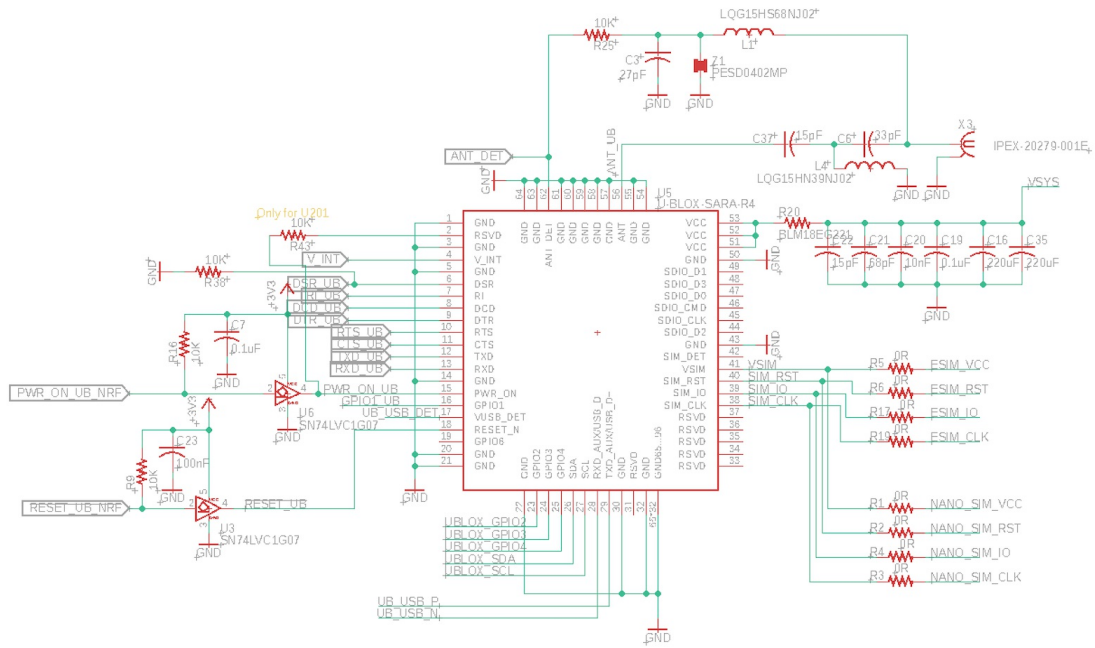 LQG15HS68NJ02
10K
R25
L1
C3
27pF
Z1
PESD0402MP
GND
GND
ANT_DET
ANT_UB
C37
15pF
C6
33pF
X3
IPEX-20279-001E
L4
LQG15HN39NJ02
GND
GND
VSYS
GND
64
63
62
61
60
59
58
57
56
55
54
U5
U-BLOX-SARA-R4
GND
GND
ANT_DET
GND
GND
GND
GND
GND
ANT
GND
GND
Only for U201
10K
R43
V_INT
10K
R38
GND
DSR_UB
RI_UB
DCD_UB
DTR_UB
RTS_UB
CTS_UB
TXD_UB
RXD_UB
+3V3
C7
0.1uF
R16
10K
GND
PWR_ON_UB_NRF
2
5
3
4
PWR_ON_UB
U6
SN74LVC1G07
GND
GPIO1_UB
UB_USB_DET
+3V3
C23
100nF
R9
10K
GND
RESET_UB_NRF
2
5
3
4
RESET_UB
U3
SN74LVC1G07
GND
GND
1 GND
2 RSVD
3 GND
4 V_INT
5 GND
6 DSR
7 RI
8 DCD
9 DTR
10 RTS
11 CTS
12 TXD
13 RXD
14 GND
15 PWR_ON
16 GPIO1
17 VUSB_DET
18 RESET_N
19 GPIO6
20 GND
21 GND
VCC 53
VCC 52
VCC 51
GND 50
SDIO_D1 49
SDIO_D3 48
SDIO_D0 47
SDIO_CMD 46
SDIO_CLK 45
SDIO_D2 44
GND 43
SIM_DET 42
VSIM 41
SIM_RST 40
SIM_IO 39
SIM_CLK 38
RSVD 37
RSVD 36
RSVD 35
RSVD 34
RSVD 33
GND
GPIO2
GPIO3
GPIO4
SDA
SCL
RXD_AUX/USB_D
TXD_AUX/USB_D-
GND
RSVD
GND
22
23
24
25
26
27
28
29
30
31
32
R20
BLM18EG221
C22
15pF
C21
C20
10nF
C19
0.1uF
C16
220uF
C35
220uF
GND
GND
GND
VSIM
SIM_RST
SIM_IO
SIM_CLK
R5
0R
ESIM_VCC
R6
0R
ESIM_RST
R17
0R
ESIM_IO
R19
0R
ESIM_CLK
R1
0R
NANO_SIM_VCC
R2
0R
NANO_SIM_RST
R4
0R
NANO_SIM_IO
R3
0R
NANO_SIM_CLK
UBLOX_GPIO2
UBLOX_GPIO3
UBLOX_GPIO4
UBLOX_SDA
UBLOX_SCL
UB_USB_P
UB_USB_N
GND